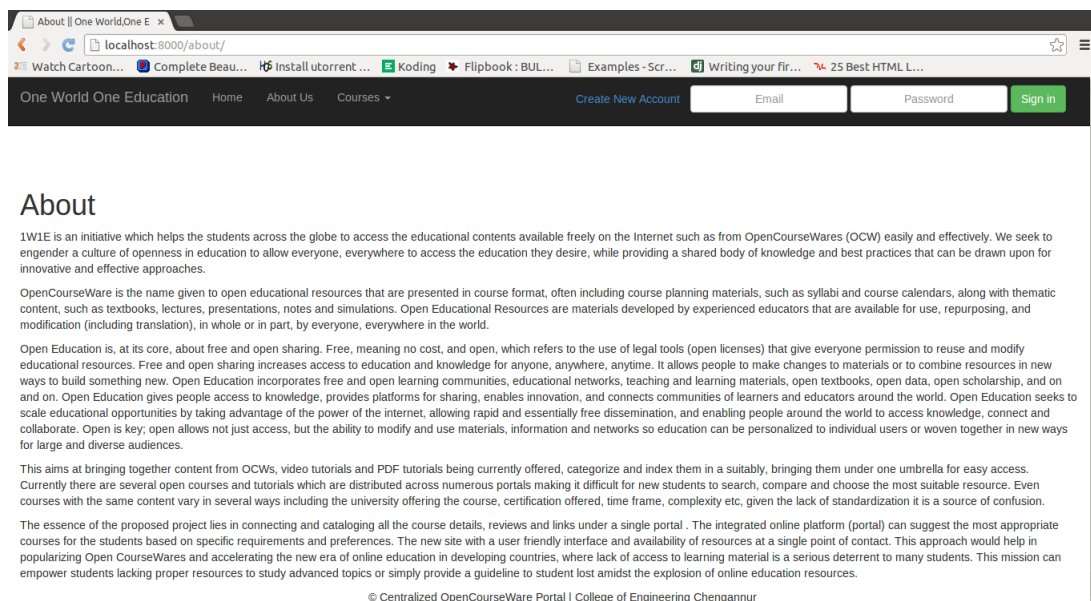 About || One World,One E ×
localhost:8000/about/
Watch Cartoon... Complete Beau... Install utorrent ... Koding Flipbook : BUL... Examples - Scr... Writing your fir... 25 Best HTML L...
One World One Education Home About Us Courses Create New Account Email Password Sign in
About
1W1E is an initiative which helps the students across the globe to access the educational contents available freely on the Internet such as from OpenCourseWares (OCW) easily and effectively. We seek to
engender a culture of openness in education to allow everyone, everywhere to access the education they desire, while providing a shared body of knowledge and best practices that can be drawn upon for
innovative and effective approaches.
OpenCourseWare is the name given to open educational resources that are presented in course format, often including course planning materials, such as syllabi and course calendars, along with thematic
content, such as textbooks, lectures, presentations, notes and simulations. Open Educational Resources are materials developed by experienced educators that are available for use, repurposing, and
modification (including translation), in whole or in part, by everyone, everywhere in the world.
Open Education is, at its core, about free and open sharing. Free, meaning no cost, and open, which refers to the use of legal tools (open licenses) that give everyone permission to reuse and modify
educational resources. Free and open sharing increases access to education and knowledge for anyone, anywhere, anytime. It allows people to make changes to materials or to combine resources in new
ways to build something new. Open Education incorporates free and open learning communities, educational networks, teaching and learning materials, open textbooks, open data, open scholarship, and on
and on. Open Education gives people access to knowledge, provides platforms for sharing, enables innovation, and connects communities of learners and educators around the world. Open Education seeks to
scale educational opportunities by taking advantage of the power of the internet, allowing rapid and essentially free dissemination, and enabling people around the world to access knowledge, connect and
collaborate. Open is key; open allows not just access, but the ability to modify and use materials, information and networks so education can be personalized to individual users or woven together in new ways
for large and diverse audiences.
This aims at bringing together content from OCWs, video tutorials and PDF tutorials being currently offered, categorize and index them in a suitably, bringing them under one umbrella for easy access.
Currently there are several open courses and tutorials which are distributed across numerous portals making it difficult for new students to search, compare and choose the most suitable resource. Even
courses with the same content vary in several ways including the university offering the course, certification offered, time frame, complexity etc, given the lack of standardization it is a source of confusion.
The essence of the proposed project lies in connecting and cataloging all the course details, reviews and links under a single portal . The integrated online platform (portal) can suggest the most appropriate
courses for the students based on specific requirements and preferences. The new site with a user friendly interface and availability of resources at a single point of contact. This approach would help in
popularizing Open CourseWares and accelerating the new era of online education in developing countries, where lack of access to learning material is a serious deterrent to many students. This mission can
empower students lacking proper resources to study advanced topics or simply provide a guideline to student lost amidst the explosion of online education resources.
© Centralized OpenCourseWare Portal | College of Engineering Chengannur